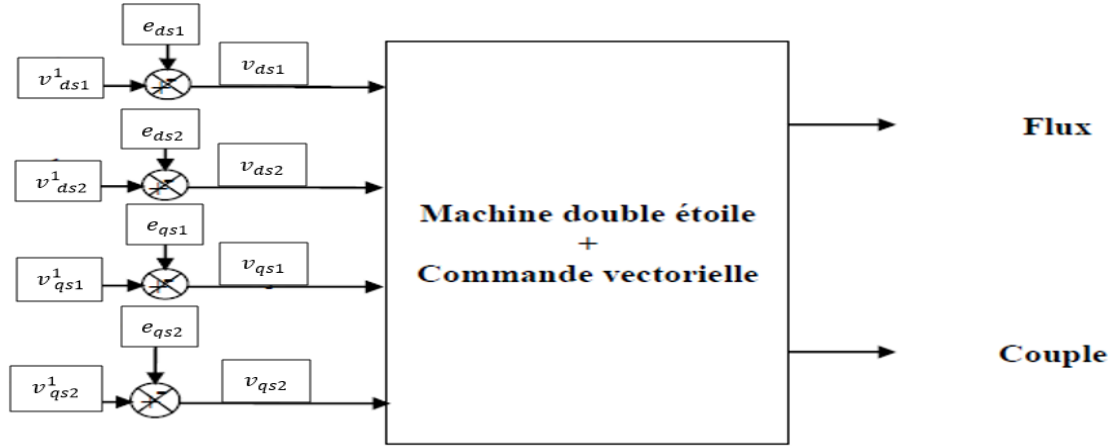 e_ds1
v_ds1
v^1_ds1
+ -
e_ds2
v_ds2
v^1_ds2
+ -
e_qs1
v_qs1
v^1_qs1
+ -
e_qs2
v_qs2
v^1_qs2
+ -
Machine double étoile
+
Commande vectorielle
Flux
Couple